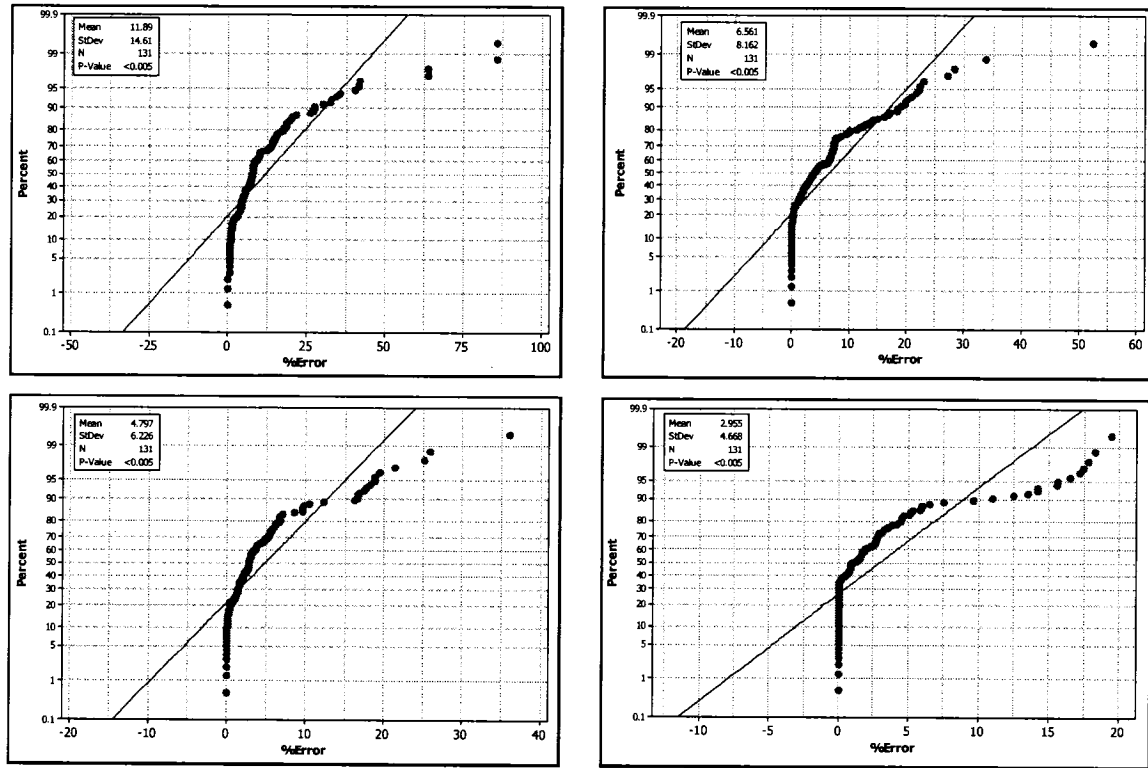 99.9
Mean 11.89
StDev 14.61
N 131
P-Value <0.005
99
95
90
80
70
60
50
40
30
20
10
5
1
0.1
Percent
-50 -25 0 25 50 75 100
%Error
99.9
Mean 6.561
StDev 8.162
N 131
P-Value <0.005
99
95
90
80
70
60
50
40
30
20
10
5
1
0.1
Percent
-20 -10 0 10 20 30 40 50 60
%Error
99.9
Mean 4.797
StDev 6.226
N 131
P-Value <0.005
99
95
90
80
70
60
50
40
30
20
10
5
1
0.1
Percent
-20 -10 0 10 20 30 40
%Error
99.9
Mean 2.955
StDev 4.668
N 131
P-Value <0.005
99
95
90
80
70
60
50
40
30
20
10
5
1
0.1
Percent
-10 -5 0 5 10 15 20
%Error